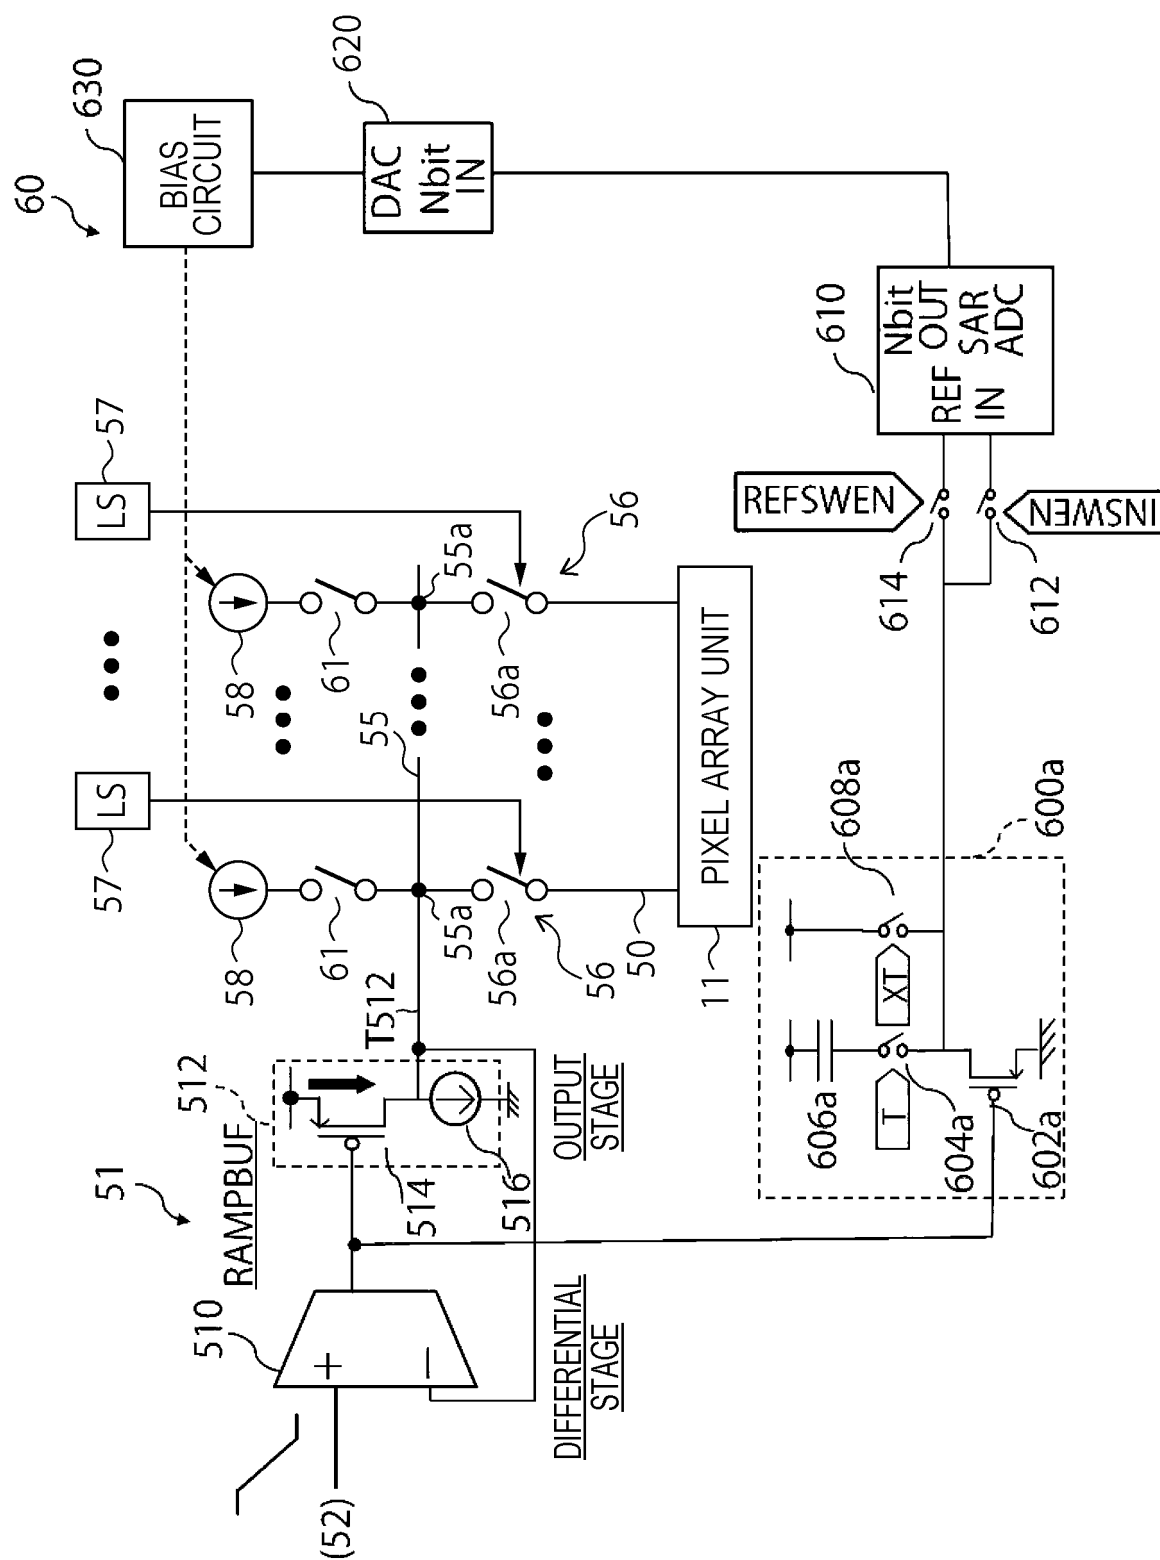 60
630
BIAS
CIRCUIT
620
DAC
Nbit
IN
57
LS
57
LS
58
58
61
61
55
55a
55a
56a
56a
56
56
50
11
PIXEL ARRAY UNIT
51
RAMPBUF
512
T512
514
516
510
+
−
(52)
DIFFERENTIAL
STAGE
OUTPUT
STAGE
610
Nbit
OUT
REF SAR
IN ADC
REFSWEN
INSWEN
614
612
600a
608a
XT
606a
T
604a
602a